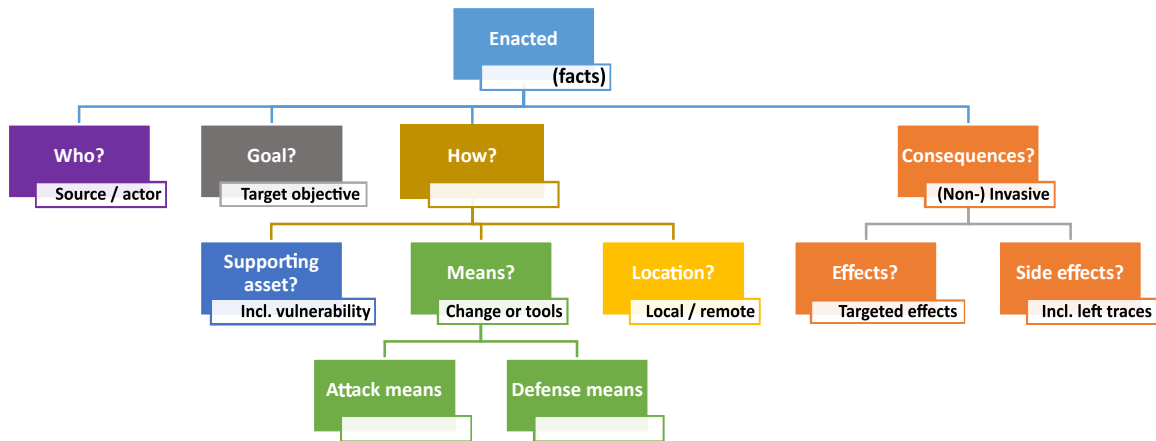 Enacted
(facts)
Who?
Source / actor
Goal?
Target objective
How?
Consequences?
(Non-) Invasive
Supporting
asset?
Incl. vulnerability
Means?
Change or tools
Location?
Local / remote
Effects?
Targeted effects
Side effects?
Incl. left traces
Attack means
Defense means